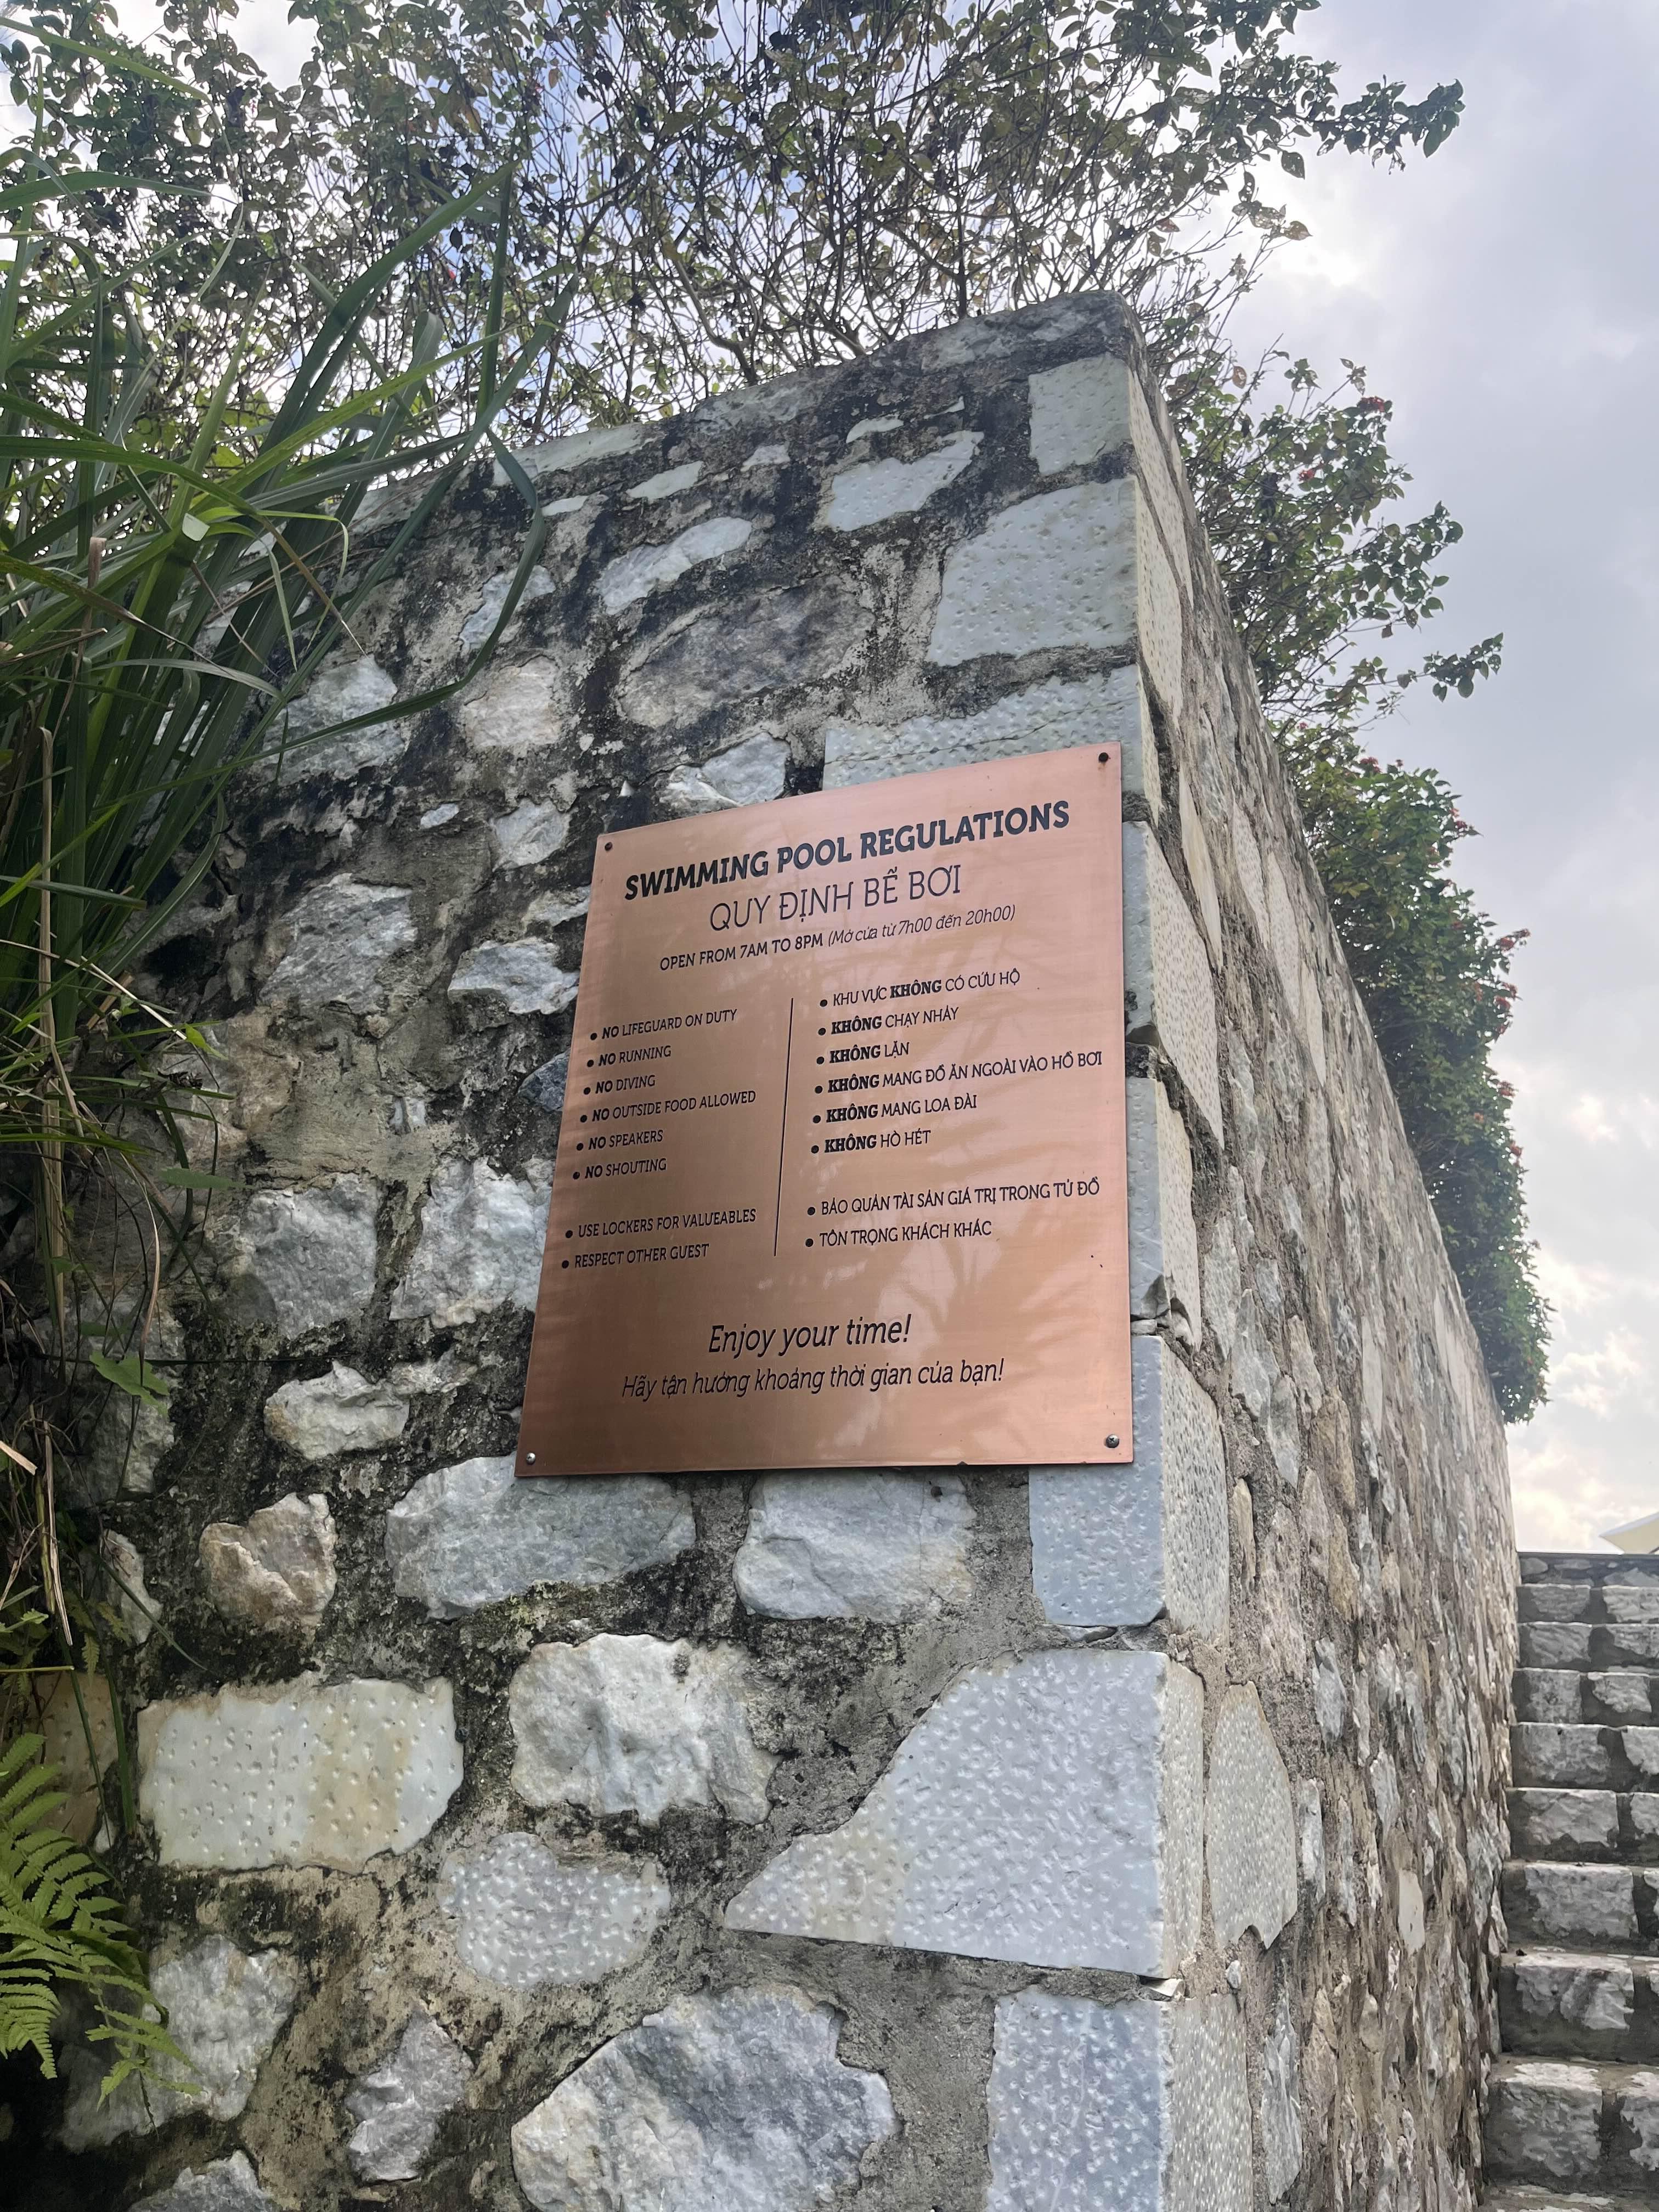 SWIMMING POOL REGULATIONS
QUY ĐỊNH BỂ BƠI
OPEN FROM 7AM TO 8PM (Mở cửa từ 7h00 đến 20h00)
• NO LIFEGUARD ON DUTY
• NO RUNNING
• NO DIVING
• NO OUTSIDE FOOD ALLOWED
• NO SPEAKERS
• NO SHOUTING
• USE LOCKERS FOR VALUEABLES
• RESPECT OTHER GUEST
• KHU VỰC KHÔNG CÓ CỨU HỘ
• KHÔNG CHẠY NHẢY
• KHÔNG LẶN
• KHÔNG MANG ĐỒ ĂN NGOÀI VÀO HỒ BƠI
• KHÔNG MANG LOA ĐÀI
• KHÔNG HÒ HÉT
• BẢO QUẢN TÀI SẢN GIÁ TRỊ TRONG TỦ ĐỒ
• TÔN TRỌNG KHÁCH KHÁC
Enjoy your time!
Hãy tận hưởng khoảng thời gian của bạn!